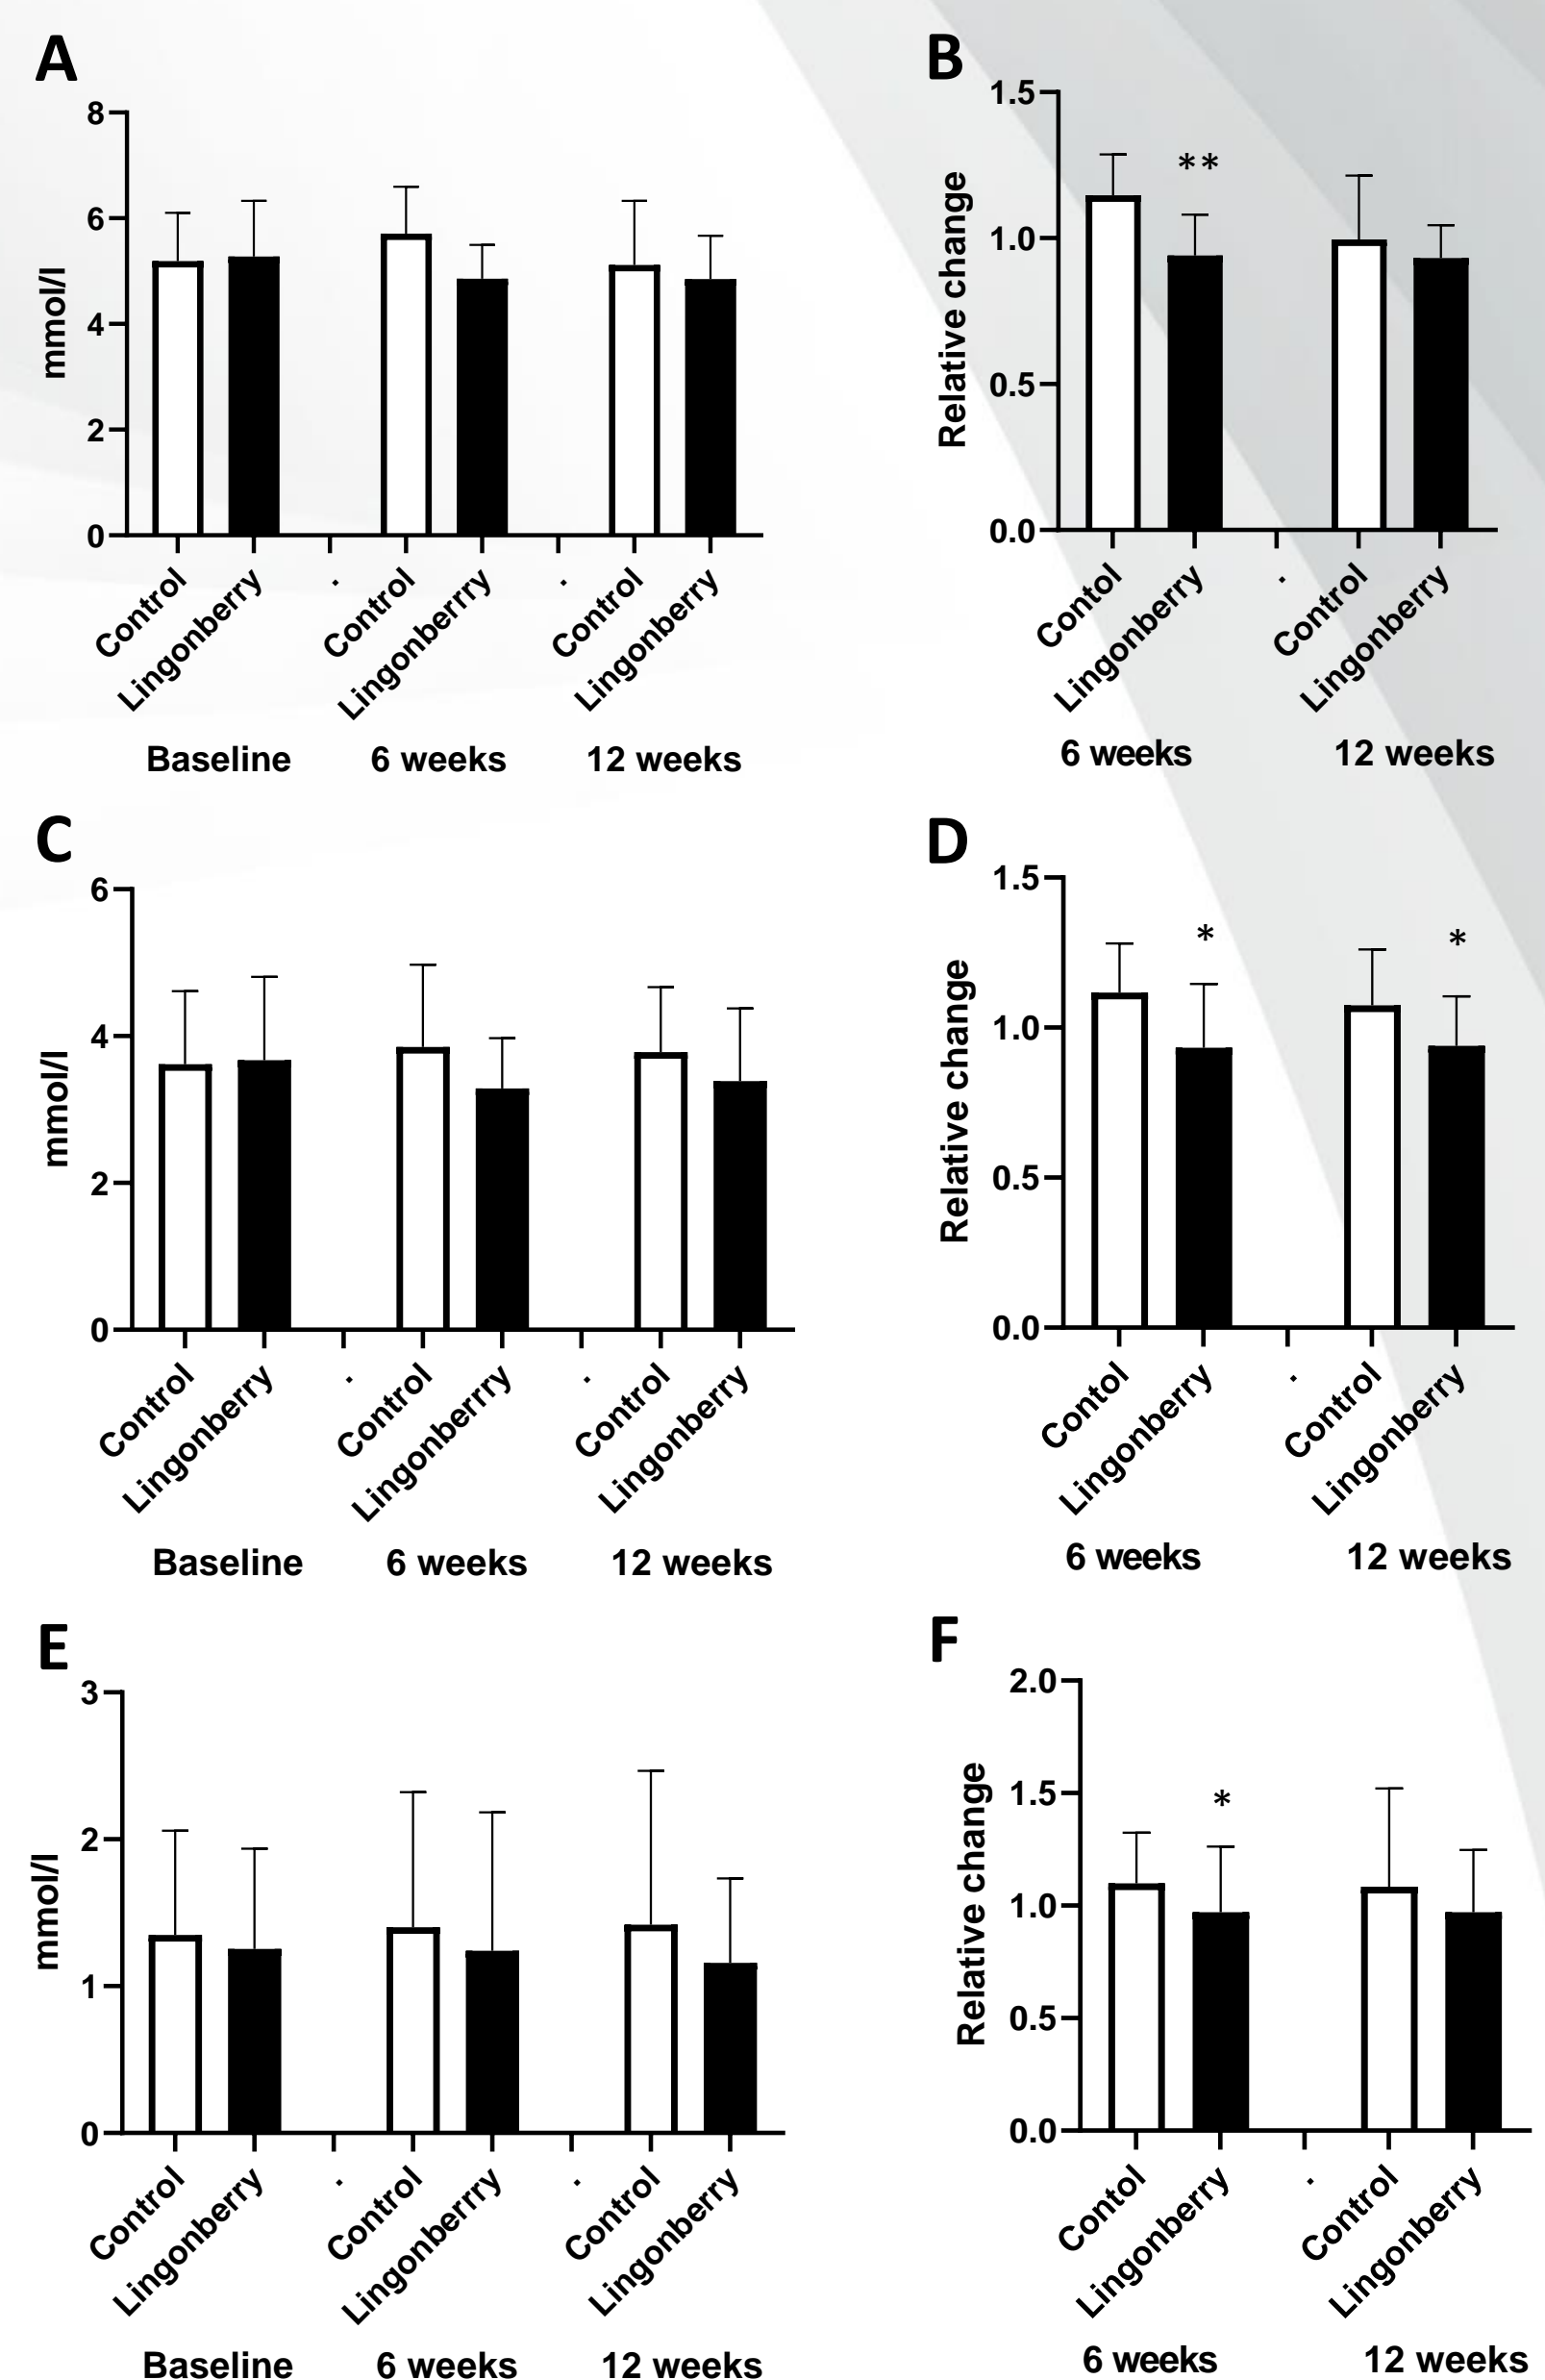 A
8
6
4
2
0
mmol/l
Control
Lingonberry
.
Control
Lingonberrry
.
Control
Lingonberry
Baseline
6 weeks
12 weeks
B
1.5
1.0
0.5
0.0
Relative change
**
Contol
Lingonberry
.
Control
Lingonberry
6 weeks
12 weeks
C
6
4
2
0
mmol/l
Control
Lingonberry
.
Control
Lingonberrry
.
Control
Lingonberry
Baseline
6 weeks
12 weeks
D
1.5
1.0
0.5
0.0
Relative change
*
*
Contol
Lingonberry
.
Control
Lingonberry
6 weeks
12 weeks
E
3
2
1
0
mmol/l
Control
Lingonberry
.
Control
Lingonberrry
.
Control
Lingonberry
Baseline
6 weeks
12 weeks
F
2.0
1.5
1.0
0.5
0.0
Relative change
*
Contol
Lingonberry
.
Control
Lingonberry
6 weeks
12 weeks